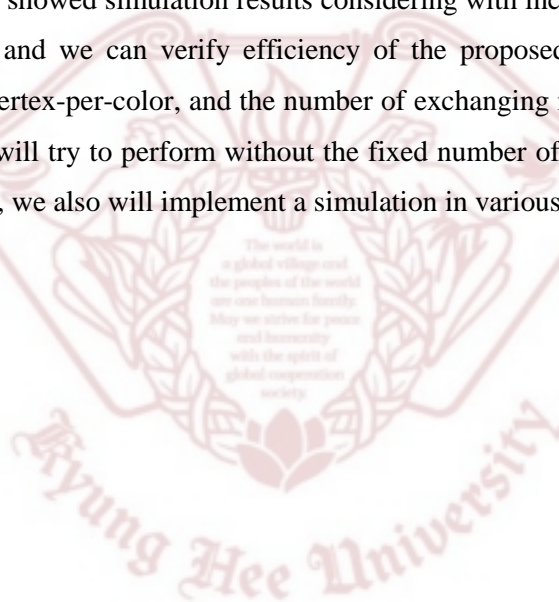 showed simulation results considering with inc
and we can verify efficiency of the proposed
ertex-per-color, and the number of exchanging
will try to perform without the fixed number of
, we also will implement a simulation in various
The world is
a global village and
the peoples of the world
are one human family.
May we strive for peace
and humanity
with the spirit of
global cooperation
society.
Kyung Hee University